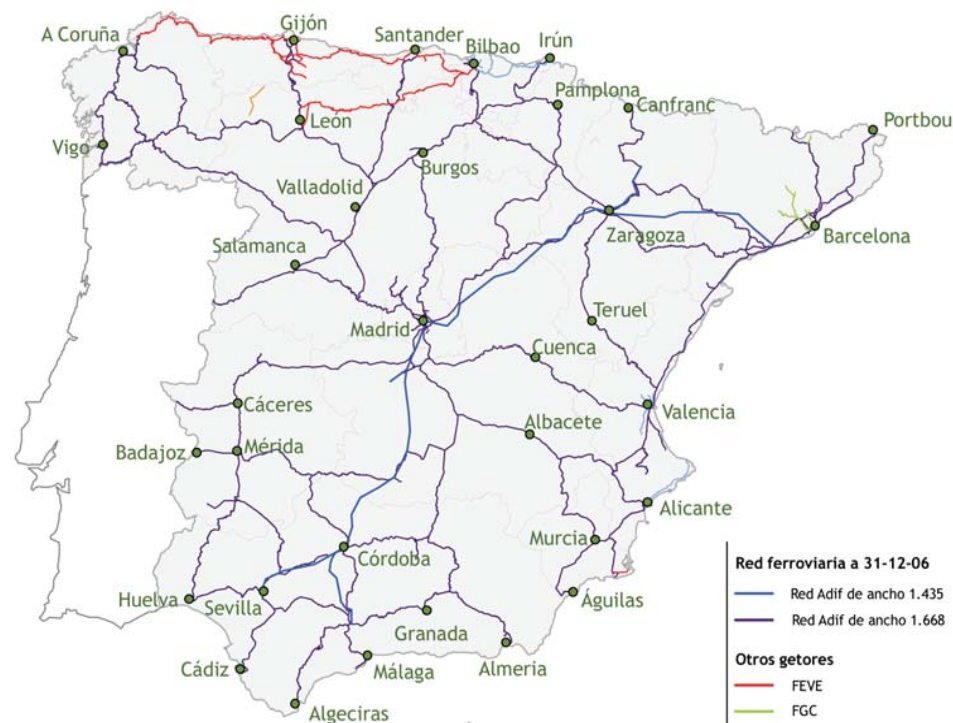 Gijón
A Coruña
Santander
Bilbao
Irún
Pamplona
Canfranc
Portbou
León
Vigo
Burgos
Valladolid
Zaragoza
Barcelona
Salamanca
Teruel
Madrid
Cuenca
Cáceres
Valencia
Albacete
Badajoz
Mérida
Alicante
Murcia
Córdoba
Huelva
Sevilla
Águilas
Granada
Cádiz
Málaga
Almeria
Algeciras
Red ferroviaria a 31-12-06
Red Adif de ancho 1.435
Red Adif de ancho 1.668
Otros getores
FEVE
FGC